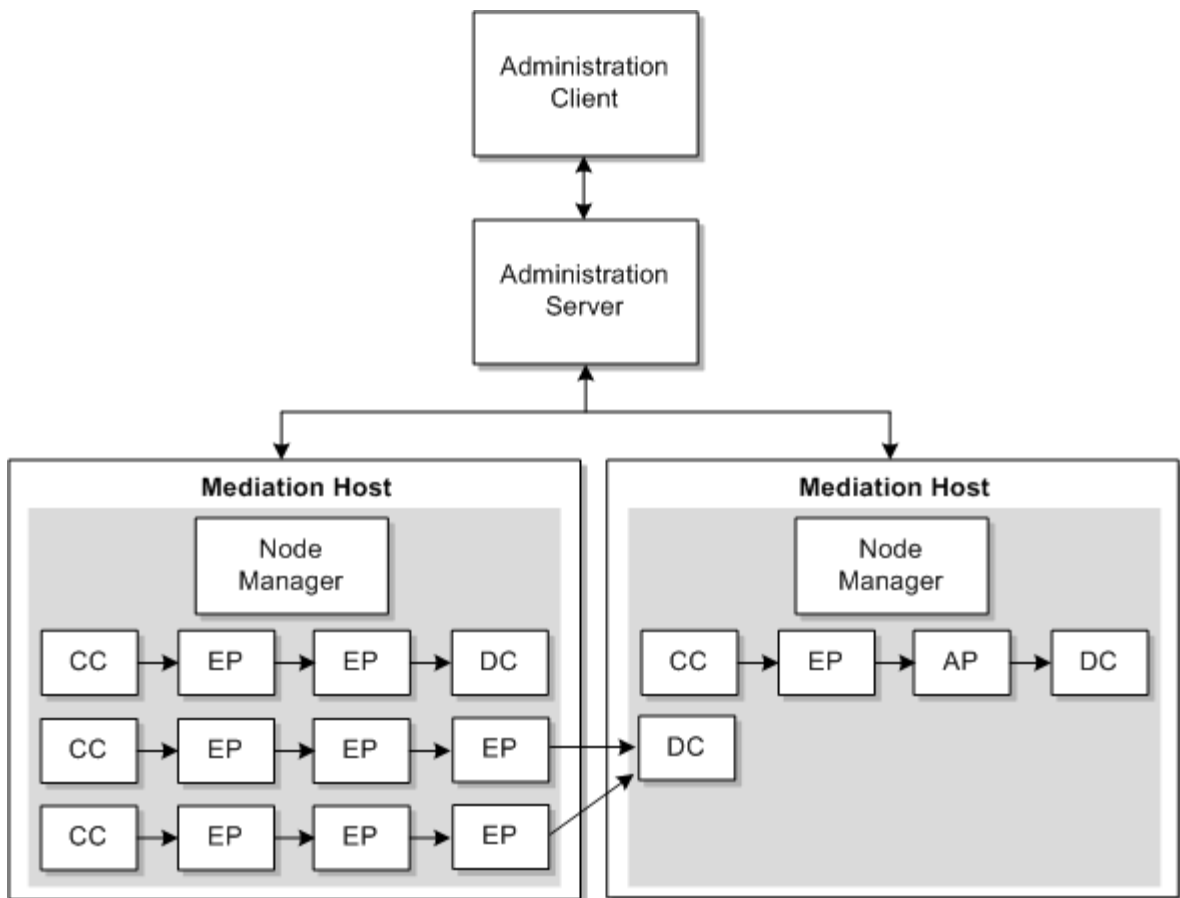 Administration
Client
Administration
Server
Mediation Host
Node
Manager
CC
EP
EP
DC
CC
EP
EP
EP
CC
EP
EP
EP
Mediation Host
Node
Manager
CC
EP
AP
DC
DC